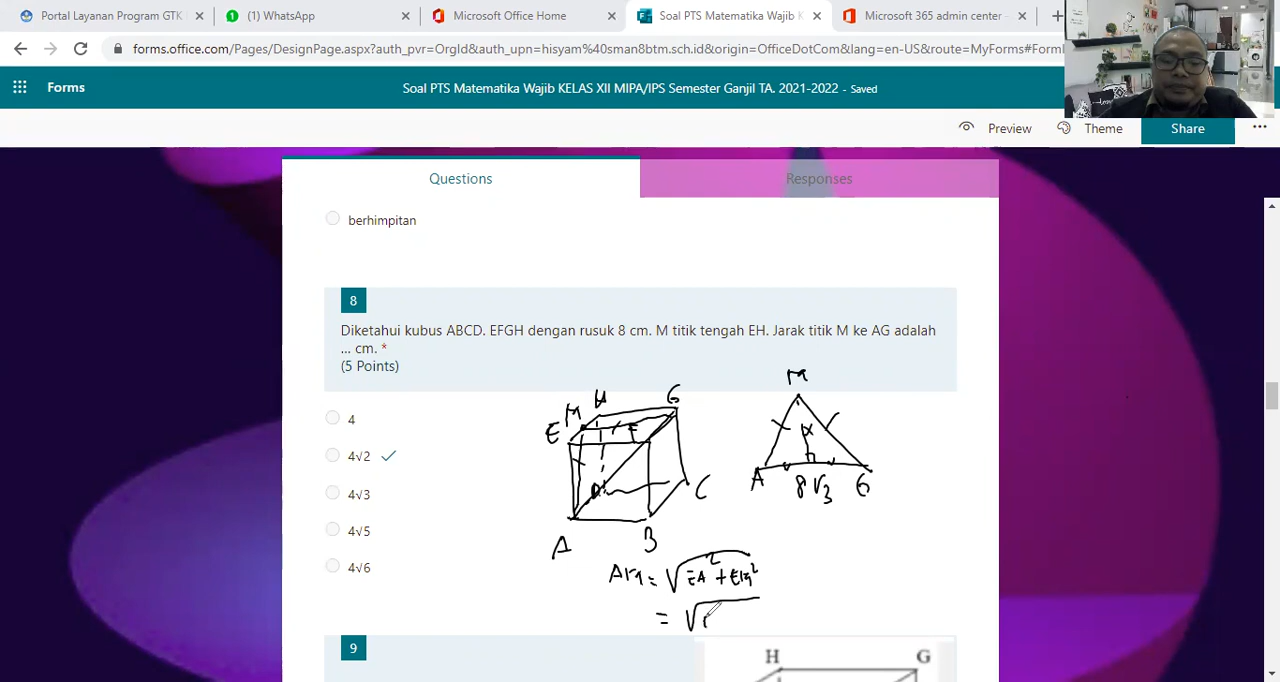 Portal Layanan Program GTK
(1) WhatsApp
Microsoft Office Home
Soal PTS Matematika Wajib K
Microsoft 365 admin center -
forms.office.com/Pages/DesignPage.aspx?auth_pvr=OrgId&auth_upn=hisyam%40sman8btm.sch.id&origin=OfficeDotCom&lang=en-US&route=MyForms#Forml
Forms
Soal PTS Matematika Wajib KELAS XII MIPA/IPS Semester Ganjil TA. 2021-2022 - Saved
Preview
Theme
Share
Questions
Responses
berhimpitan
8
Diketahui kubus ABCD. EFGH dengan rusuk 8 cm. M titik tengah EH. Jarak titik M ke AG adalah
... cm. *
(5 Points)
4
4√2
4√3
4√5
4√6
M H G
E F
D C
A B
M
A 8√3 G
AM = √EA² + EM²
= √
9
H G